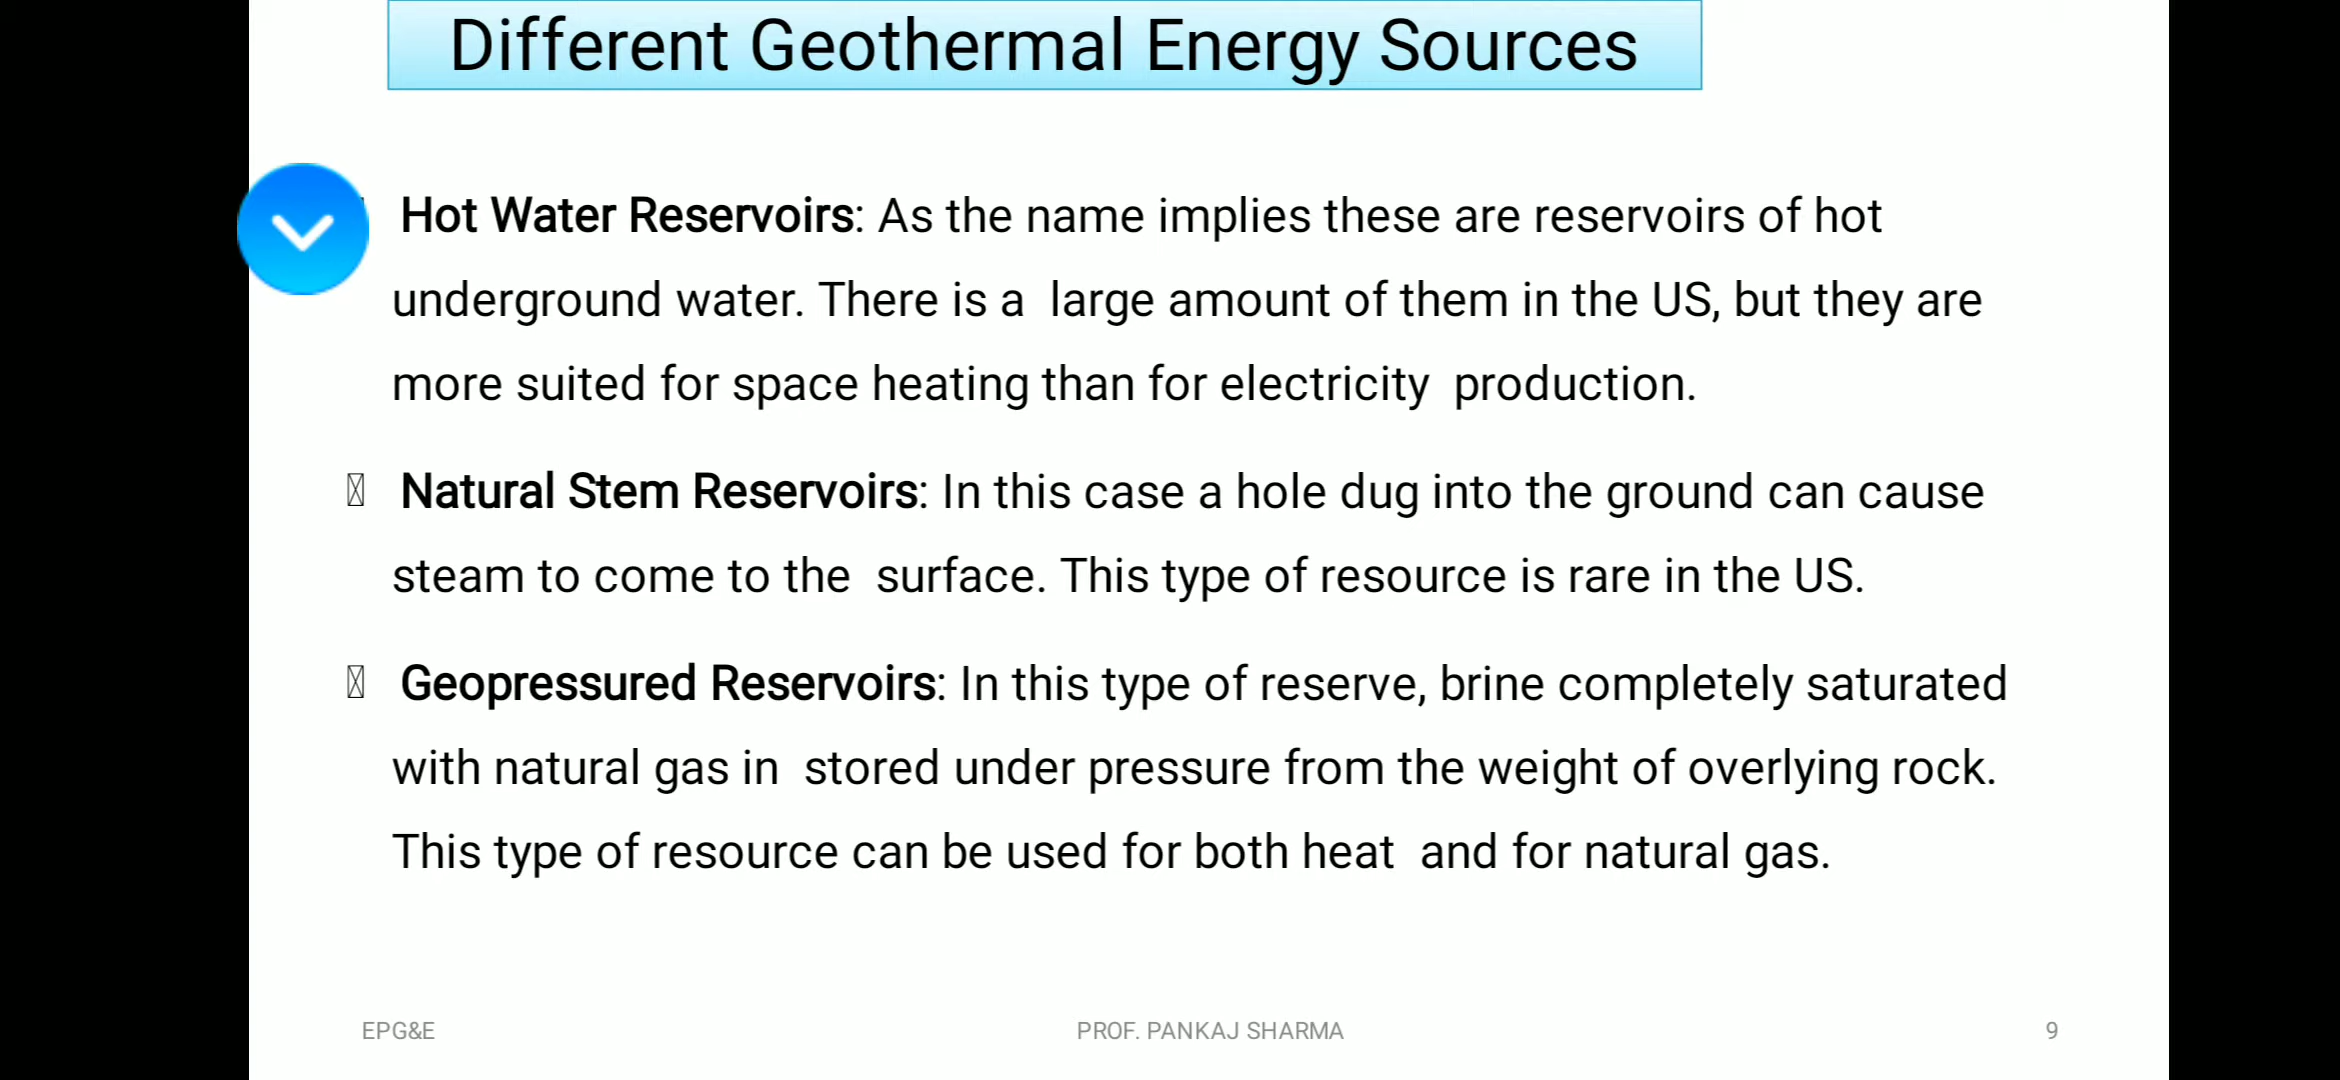 Different Geothermal Energy Sources
Hot Water Reservoirs: As the name implies these are reservoirs of hot
underground water. There is a large amount of them in the US, but they are
more suited for space heating than for electricity production.
Natural Stem Reservoirs: In this case a hole dug into the ground can cause
steam to come to the surface. This type of resource is rare in the US.
Geopressured Reservoirs: In this type of reserve, brine completely saturated
with natural gas in stored under pressure from the weight of overlying rock.
This type of resource can be used for both heat and for natural gas.
EPG&E
PROF. PANKAJ SHARMA
9